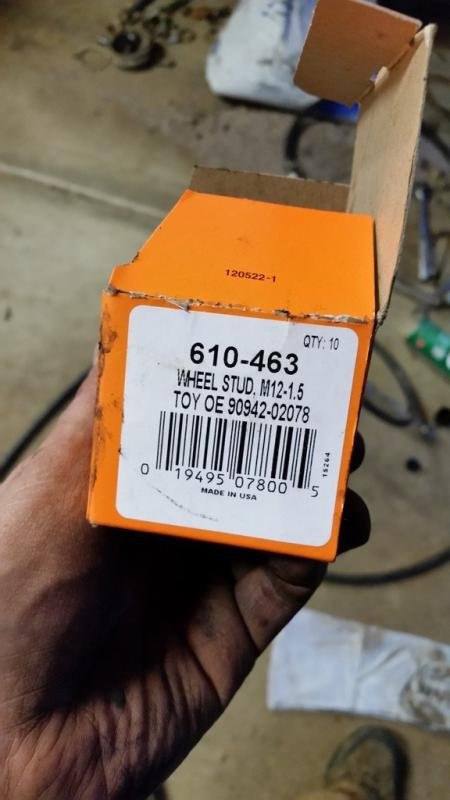 120522-1
QTY: 10
610-463
WHEEL STUD, M12-1.5
TOY OE 90942-02078
15264
0 19495 07800 5
MADE IN USA